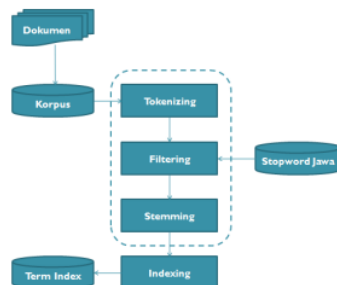 Dokumen
Korpus
Tokenizing
Filtering
Stopword Jawa
Stemming
Term Index
Indexing